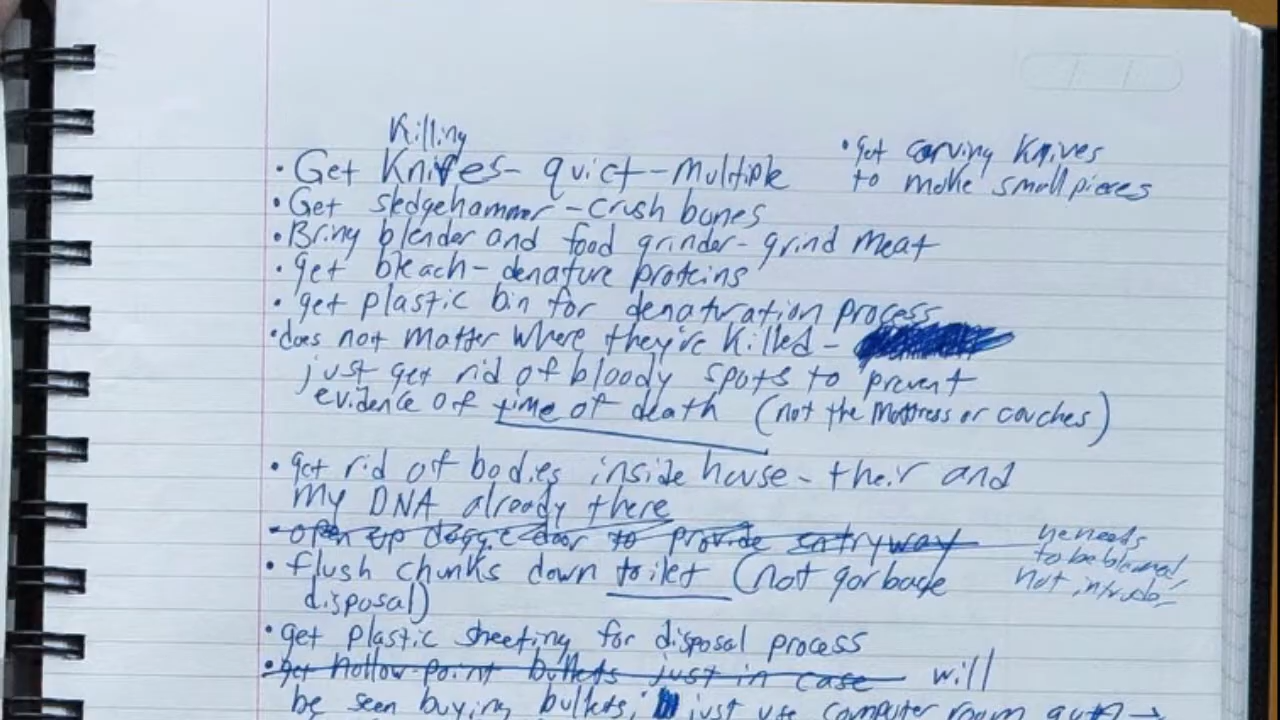 Killing
• Get Knives - quiet - multiple
• get carving knives
to make small pieces
• Get sledgehammer - crush bones
• Bring blender and food grinder - grind meat
• get bleach - denature proteins
• get plastic bin for denaturation process
• does not matter where they're killed -
just get rid of bloody spots to prevent
evidence of time of death (not the mattress or couches)
• get rid of bodies inside house - their and
my DNA already there
• open up doggie door to provide entryway
he needs
to be blamed,
not intruder
• flush chunks down toilet (not garbage
disposal)
• get plastic sheeting for disposal process
• get hollow-point bullets just in case will
be seen buying bullets; just use computer room gun →